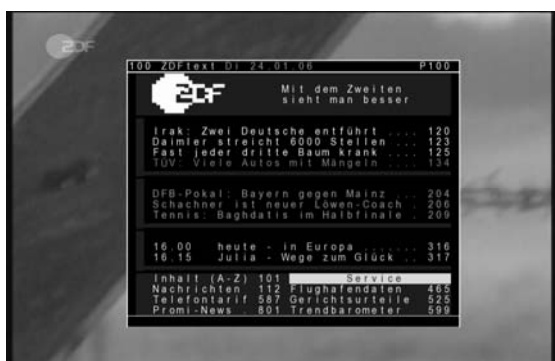 ZDF
100 ZDFtext Di 24.01.06 P100
ZDF
Mit dem Zweiten
sieht man besser
Irak: Zwei Deutsche entführt .... 120
Daimler streicht 6000 Stellen ... 123
Fast jeder dritte Baum krank .... 125
TÜV: Viele Autos mit Mängeln .... 134
DFB-Pokal: Bayern gegen Mainz ... 204
Schachner ist neuer Löwen-Coach . 206
Tennis: Baghdatis im Halbfinale . 209
16.00 heute - in Europa ....... 316
16.15 Julia - Wege zum Glück .. 317
Inhalt (A-Z) 101 Service
Nachrichten 112 Flughafendaten 465
Telefontarif 587 Gerichtsurteile 525
Promi-News . 801 Trendbarometer 599